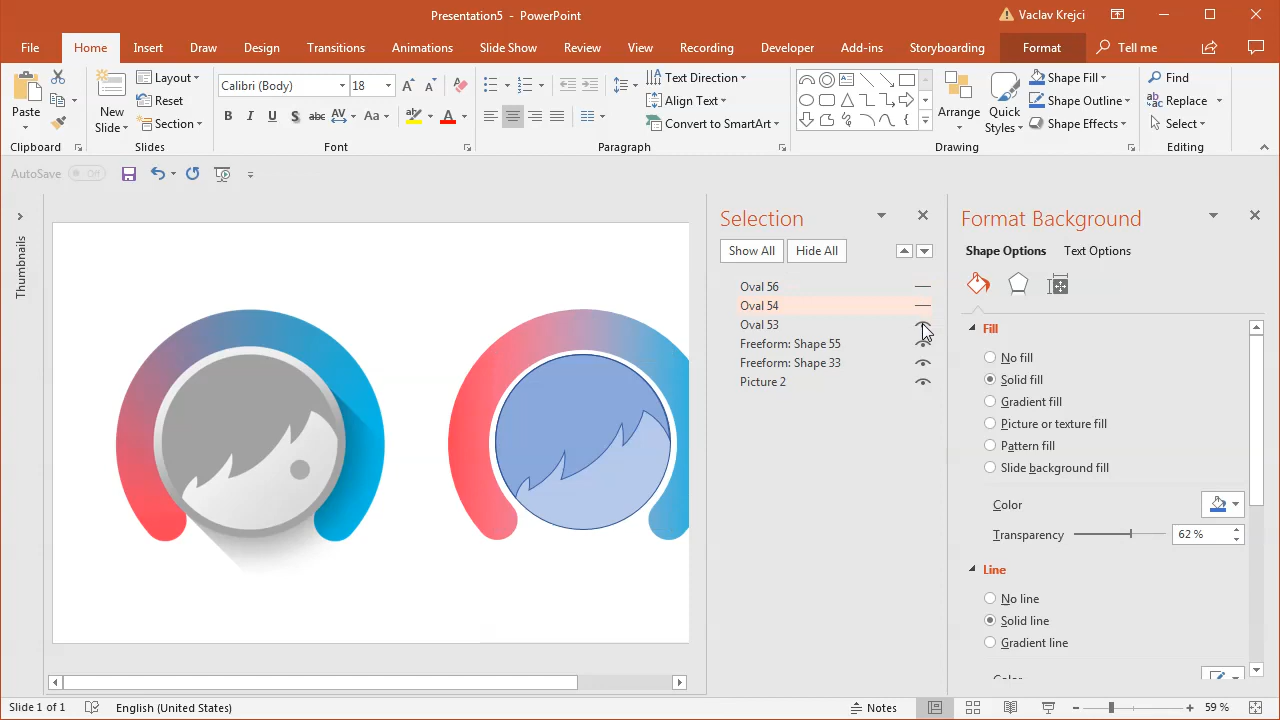 Presentation5 - PowerPoint
Vaclav Krejci
File Home Insert Draw Design Transitions Animations Slide Show Review View Recording Developer Add-ins Storyboarding Format Tell me
Paste
New
Slide
Layout
Reset
Section
Calibri (Body) 18
B I U S abc AV Aa
A
Text Direction
Align Text
Convert to SmartArt
Arrange
Quick
Styles
Shape Fill
Shape Outline
Shape Effects
Find
Replace
Select
Clipboard Slides Font Paragraph Drawing Editing
AutoSave Off
Thumbnails
Selection
Show All Hide All
Oval 56
Oval 54
Oval 53
Freeform: Shape 55
Freeform: Shape 33
Picture 2
Format Background
Shape Options Text Options
Fill
No fill
Solid fill
Gradient fill
Picture or texture fill
Pattern fill
Slide background fill
Color
Transparency 62 %
Line
No line
Solid line
Gradient line
Slide 1 of 1 English (United States) Notes 59 %